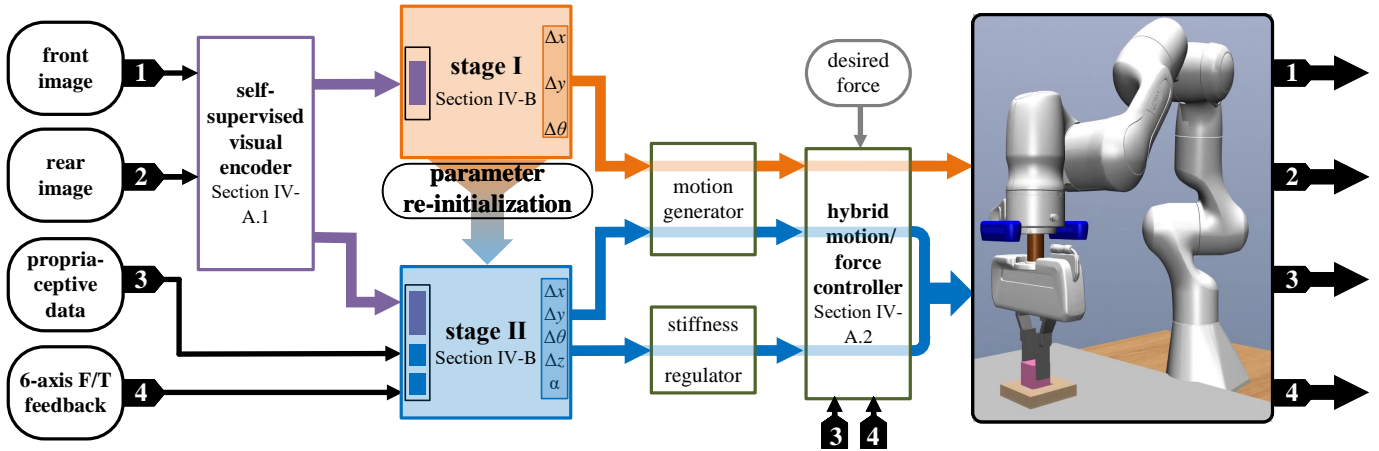 front
image
1
rear
image
2
propria-
ceptive
data
3
6-axis F/T
feedback
4
self-
supervised
visual
encoder
Section IV-
A.1
stage I
Section IV-B
Δx
Δy
Δθ
parameter
re-initialization
stage II
Section IV-B
Δx
Δy
Δθ
Δz
α
motion
generator
stiffness
regulator
desired
force
hybrid
motion/
force
controller
Section IV-
A.2
3
4
1
2
3
4